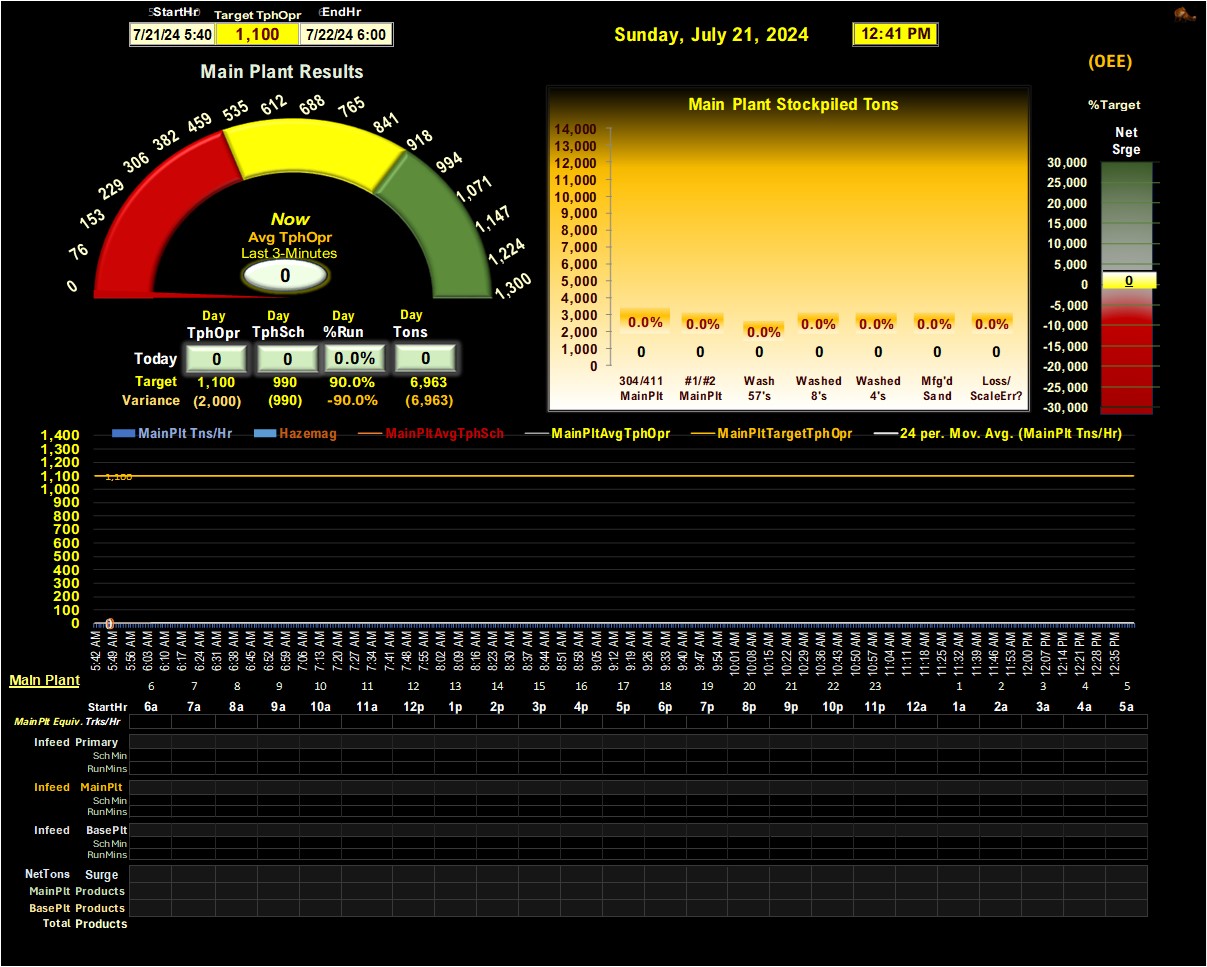 StartHr Target TphOpr EndHr
7/21/24 5:40 1,100 7/22/24 6:00
Sunday, July 21, 2024
12:41 PM
(OEE)
Main Plant Results
0 76 153 229 306 382 459 535 612 688 765 841 918 994 1,071 1,147 1,224 1,300
Now
Avg TphOpr
Last 3-Minutes
0
Day Day Day Day
TphOpr TphSch %Run Tons
Today 0 0 0.0% 0
Target 1,100 990 90.0% 6,963
Variance (2,000) (990) -90.0% (6,963)
Main Plant Stockpiled Tons
14,000
13,000
12,000
11,000
10,000
9,000
8,000
7,000
6,000
5,000
4,000
3,000
2,000
1,000
0
0.0% 0.0% 0.0% 0.0% 0.0% 0.0% 0.0%
0 0 0 0 0 0 0
304/411 #1/#2 Wash Washed Washed Mfg'd Loss/
MainPlt MainPlt 57's 8's 4's Sand ScaleErr?
%Target
Net
Srge
30,000
25,000
20,000
15,000
10,000
5,000
0 0
-5,000
-10,000
-15,000
-20,000
-25,000
-30,000
MainPlt Tns/Hr Hazemag MainPltAvgTphSch MainPltAvgTphOpr MainPltTargetTphOpr 24 per. Mov. Avg. (MainPlt Tns/Hr)
1,400
1,300
1,200
1,100 1,100
1,000
900
800
700
600
500
400
300
200
100
0 0
5:42 AM 5:49 AM 5:56 AM 6:03 AM 6:10 AM 6:17 AM 6:24 AM 6:31 AM 6:38 AM 6:45 AM 6:52 AM 6:59 AM 7:06 AM 7:13 AM 7:20 AM 7:27 AM 7:34 AM 7:41 AM 7:48 AM 7:55 AM 8:02 AM 8:09 AM 8:16 AM 8:23 AM 8:30 AM 8:37 AM 8:44 AM 8:51 AM 8:58 AM 9:05 AM 9:12 AM 9:19 AM 9:26 AM 9:33 AM 9:40 AM 9:47 AM 9:54 AM 10:01 AM 10:08 AM 10:15 AM 10:22 AM 10:29 AM 10:36 AM 10:43 AM 10:50 AM 10:57 AM 11:04 AM 11:11 AM 11:18 AM 11:25 AM 11:32 AM 11:39 AM 11:46 AM 11:53 AM 12:00 PM 12:07 PM 12:14 PM 12:21 PM 12:28 PM 12:35 PM
Main Plant
6 7 8 9 10 11 12 13 14 15 16 17 18 19 20 21 22 23 1 2 3 4 5
StartHr 6a 7a 8a 9a 10a 11a 12p 1p 2p 3p 4p 5p 6p 7p 8p 9p 10p 11p 12a 1a 2a 3a 4a 5a
MainPlt Equiv. Trks/Hr
Infeed Primary
SchMin
RunMins
Infeed MainPlt
SchMin
RunMins
Infeed BasePlt
SchMin
RunMins
NetTons Surge
MainPlt Products
BasePlt Products
Total Products